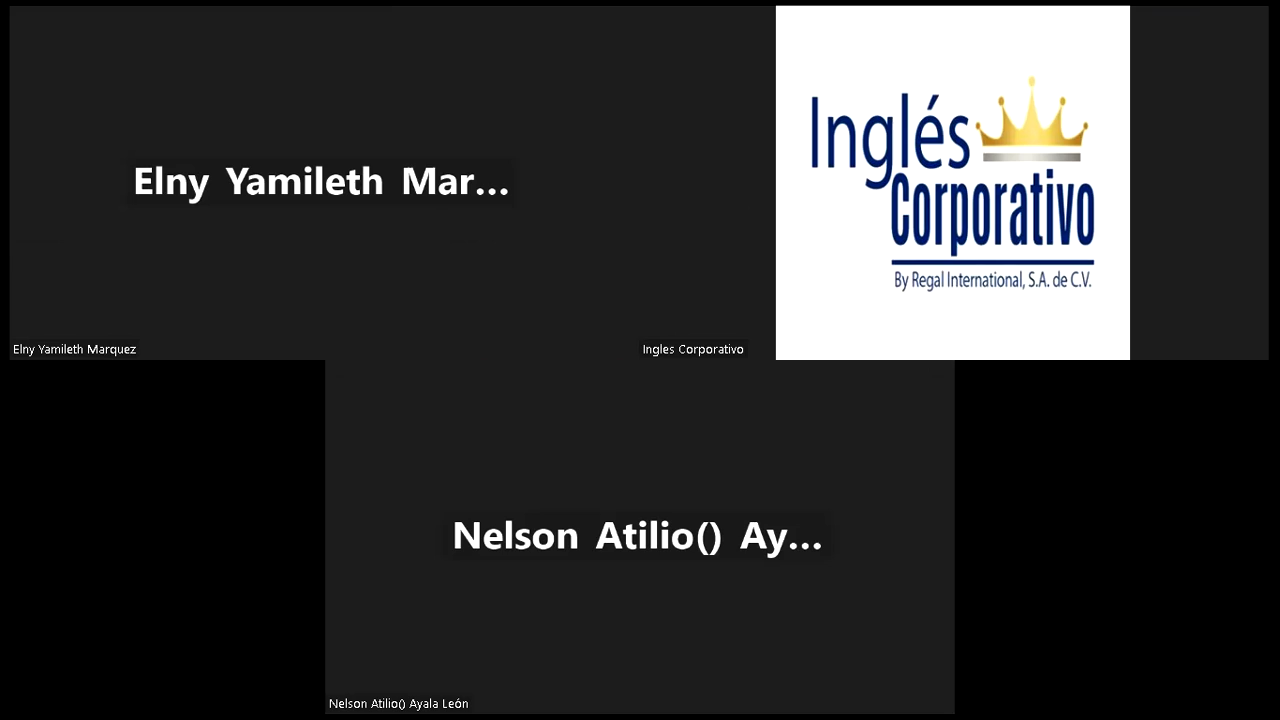 Elny Yamileth Mar...
Elny Yamileth Marquez
Inglés
Corporativo
By Regal International, S.A. de C.V.
Ingles Corporativo
Nelson Atilio() Ay...
Nelson Atilio() Ayala León